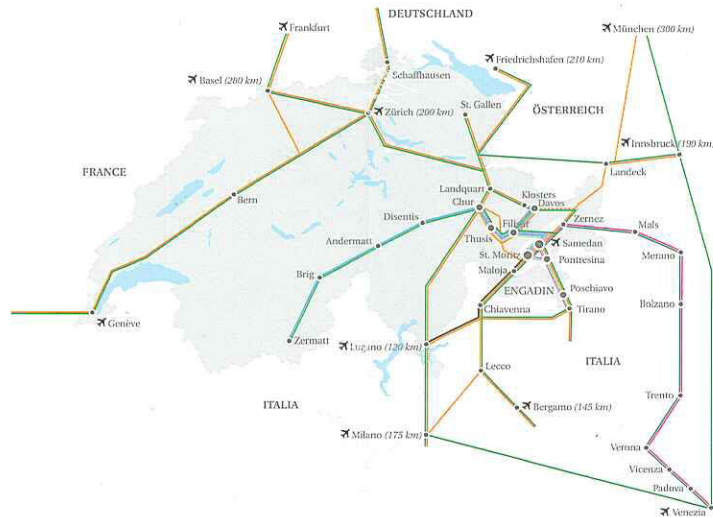 DEUTSCHLAND
Frankfurt
München (300 km)
Schaffhausen
Friedrichshafen (210 km)
Basel (280 km)
Zürich (200 km)
St. Gallen
ÖSTERREICH
Innsbruck (190 km)
FRANCE
Landeck
Landquart
Klosters
Bern
Chur
Davos
Disentis
Filisur
Zernez
Mals
Thusis
Andermatt
Samedan
St. Moritz
Merano
Pontresina
Maloja
Brig
ENGADIN
Poschiavo
Bolzano
Genève
Chiavenna
Tirano
Zermatt
Lugano (120 km)
ITALIA
Lecco
Trento
ITALIA
Bergamo (145 km)
Milano (175 km)
Verona
Vicenza
Padova
Venezia